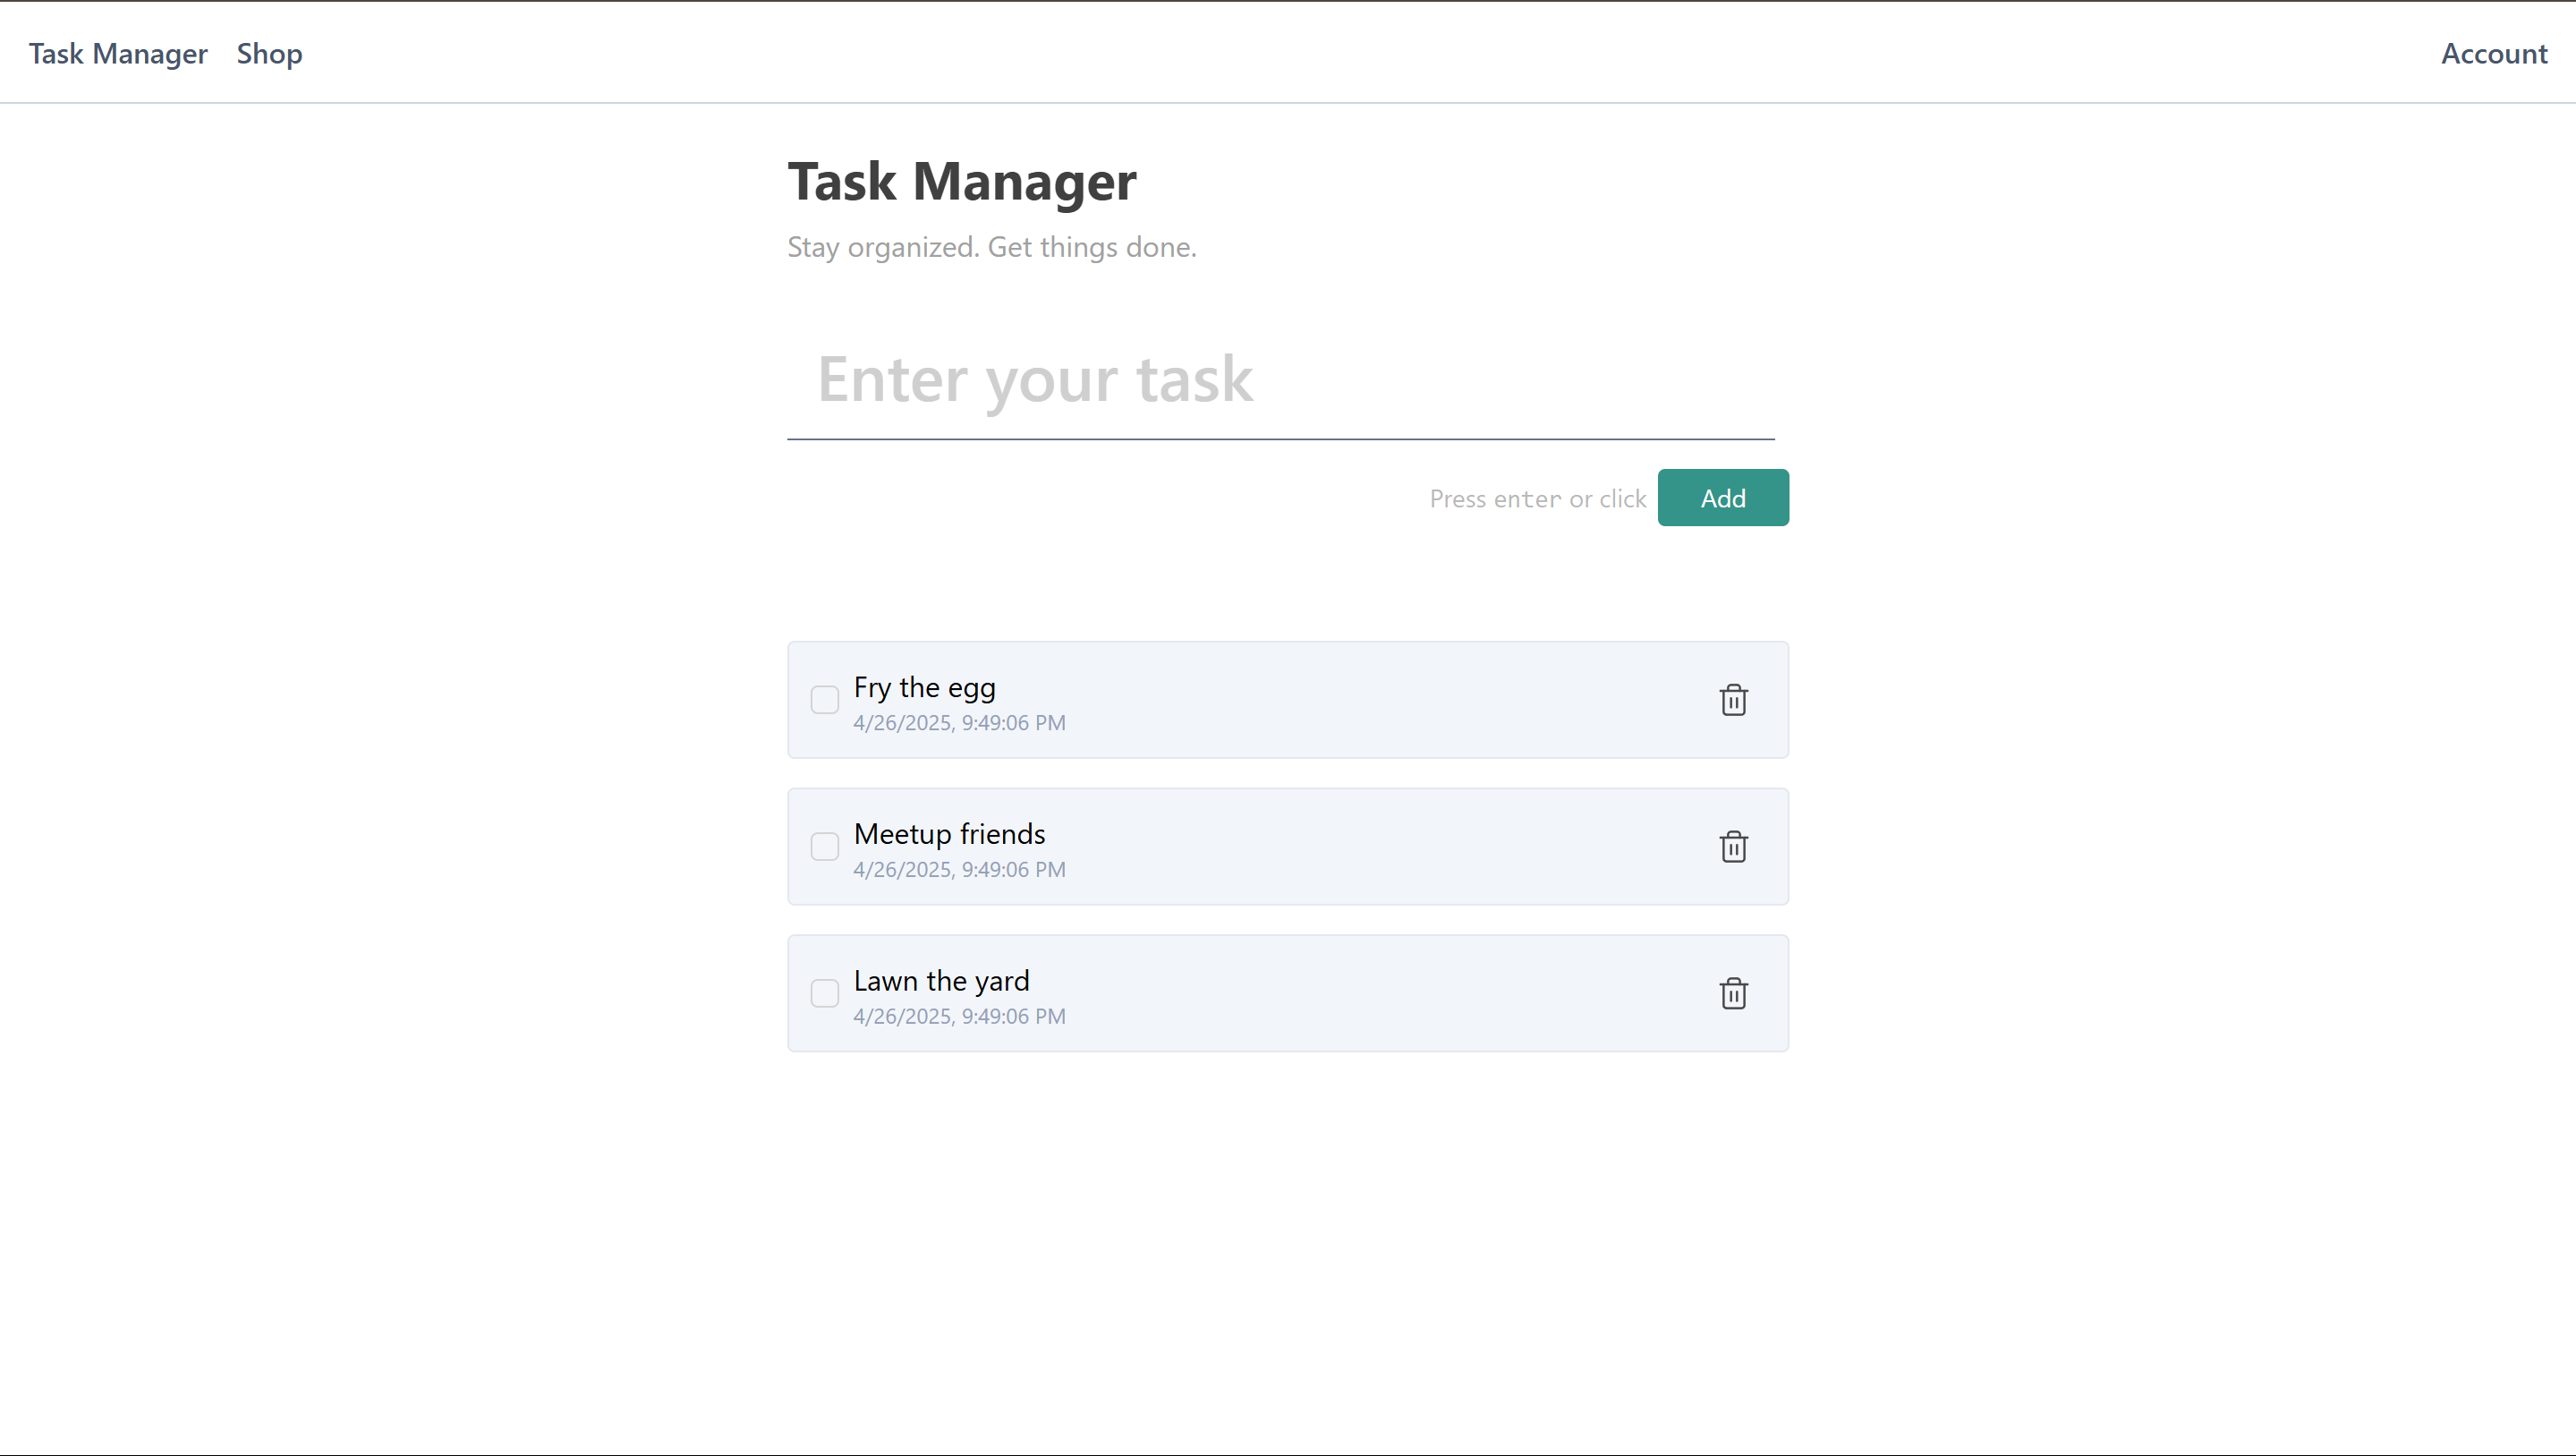 Task Manager Shop Account
Task Manager
Stay organized. Get things done.
Enter your task
Press enter or click Add
Fry the egg
4/26/2025, 9:49:06 PM
Meetup friends
4/26/2025, 9:49:06 PM
Lawn the yard
4/26/2025, 9:49:06 PM